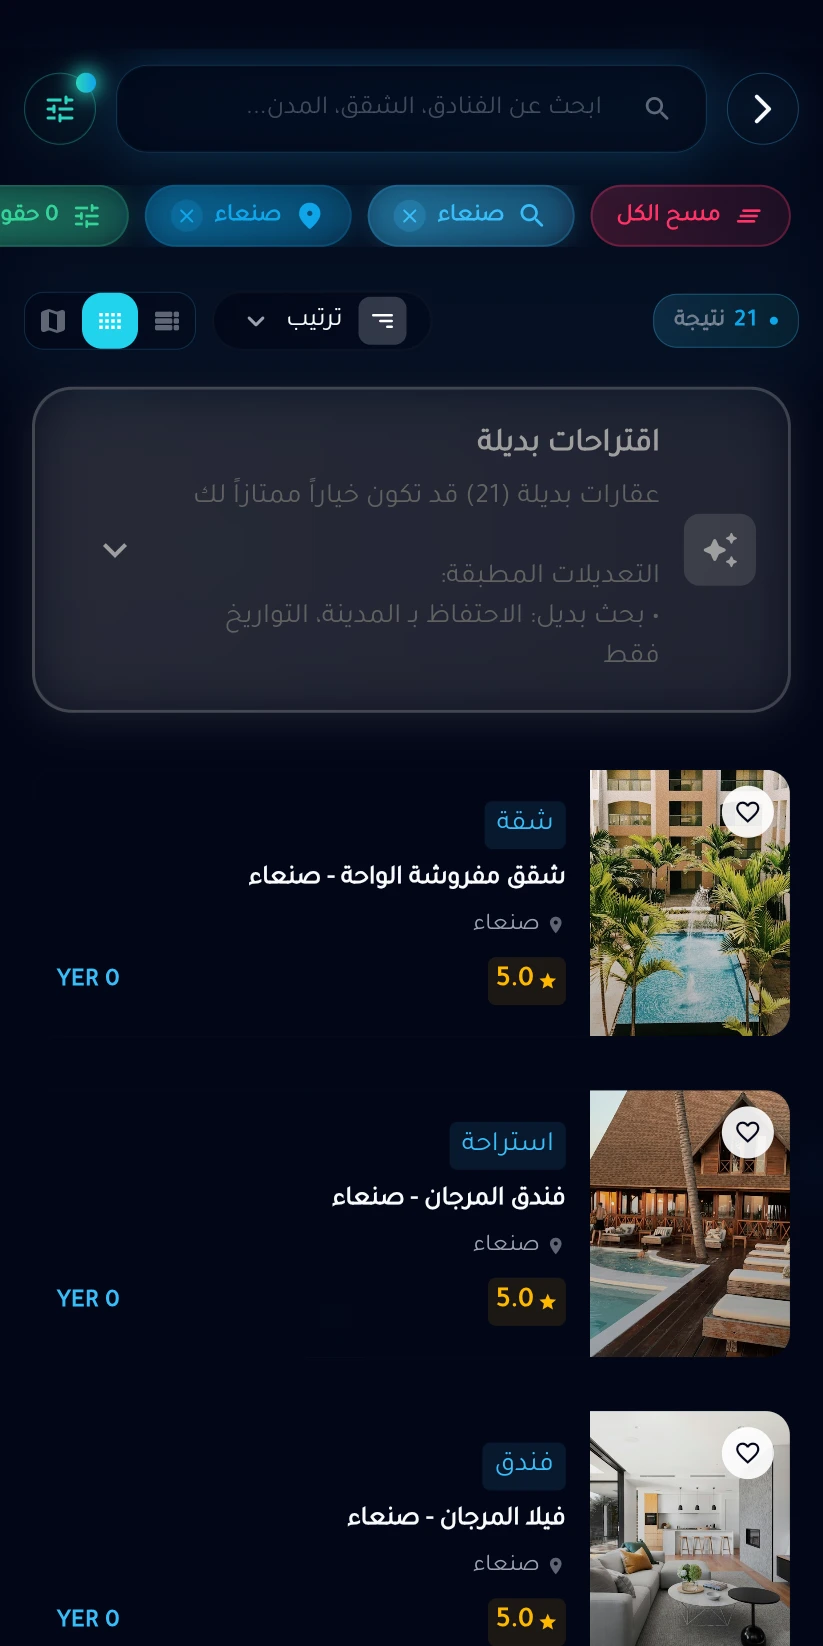 ابحث عن الفنادق، الشقق، المدن...
مسح الكل
صنعاء
صنعاء
0 حقو
21 نتيجة
ترتيب
اقتراحات بديلة
عقارات بديلة (21) قد تكون خياراً ممتازاً لك
التعديلات المطبقة:
• بحث بديل: الاحتفاظ بـ المدينة، التواريخ
فقط
شقة
شقق مفروشة الواحة - صنعاء
صنعاء
5.0
YER 0
استراحة
فندق المرجان - صنعاء
صنعاء
5.0
YER 0
فندق
فيلا المرجان - صنعاء
صنعاء
5.0
YER 0